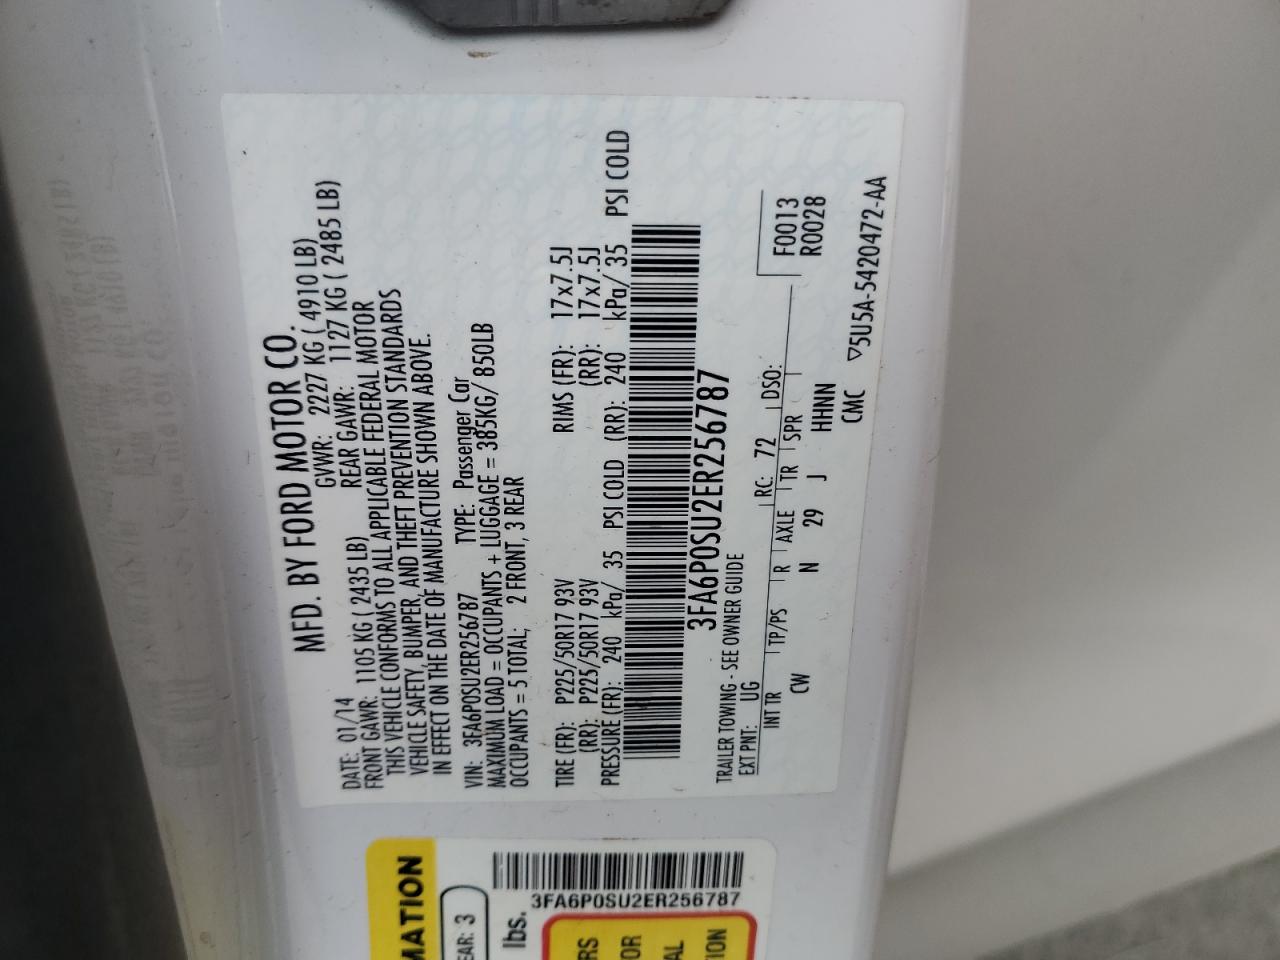 MFD. BY FORD MOTOR CO.
DATE: 01/14 GVWR: 2227 KG ( 4910 LB)
FRONT GAWR: 1105 KG ( 2435 LB) REAR GAWR: 1127 KG ( 2485 LB)
THIS VEHICLE CONFORMS TO ALL APPLICABLE FEDERAL MOTOR
VEHICLE SAFETY, BUMPER, AND THEFT PREVENTION STANDARDS
IN EFFECT ON THE DATE OF MANUFACTURE SHOWN ABOVE.
VIN: 3FA6P0SU2ER256787 TYPE: Passenger Car
MAXIMUM LOAD = OCCUPANTS + LUGGAGE = 385KG/ 850LB
OCCUPANTS = 5 TOTAL; 2 FRONT, 3 REAR
TIRE (FR): P225/50R17 93V RIMS (FR): 17x7.5J
(RR): P225/50R17 93V (RR): 17x7.5J
PRESSURE (FR): 240 kPa/ 35 PSI COLD (RR): 240 kPa/ 35 PSI COLD
3FA6P0SU2ER256787
TRAILER TOWING - SEE OWNER GUIDE
F0013
EXT PNT: UG RC: 72 DSO: R0028
INT TR TP/PS R AXLE TR SPR
CW N 29 J HHNN
CMC ▽5U5A-5420472-AA
MATION
EAR: 3
lbs.
3FA6P0SU2ER256787
RS
OR
AL
TION